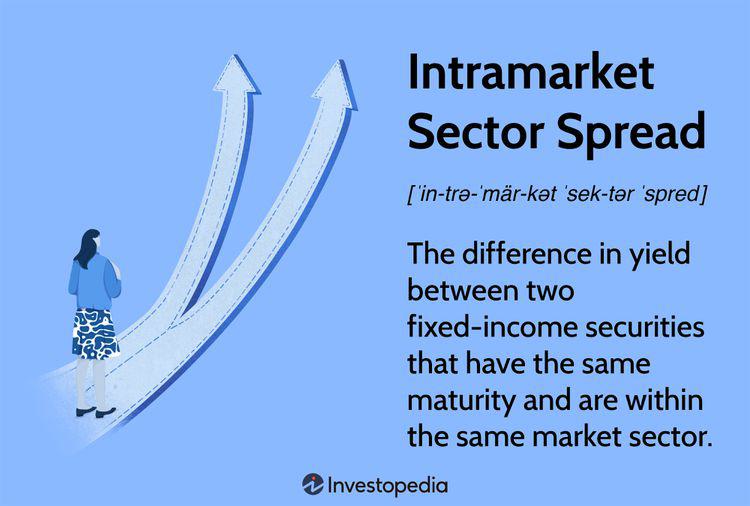 Intramarket
Sector Spread
[ˈin-trə-ˈmär-kət ˈsek-tər ˈspred]
The difference in yield
between two
fixed-income securities
that have the same
maturity and are within
the same market sector.
Investopedia